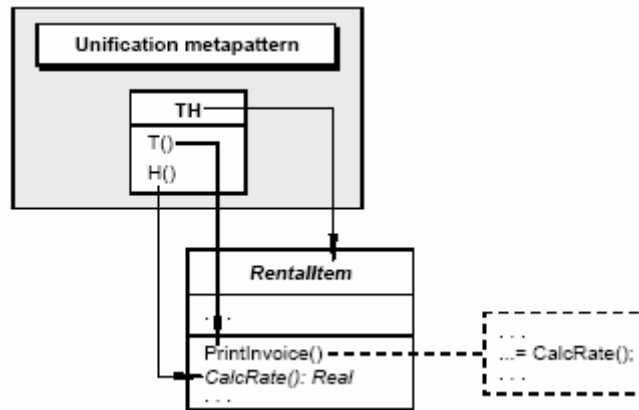 Unification metapattern
TH
T()
H()
RentalItem
. . .
PrintInvoice()
CalcRate(): Real
. . .
. . .
...= CalcRate();
. . .